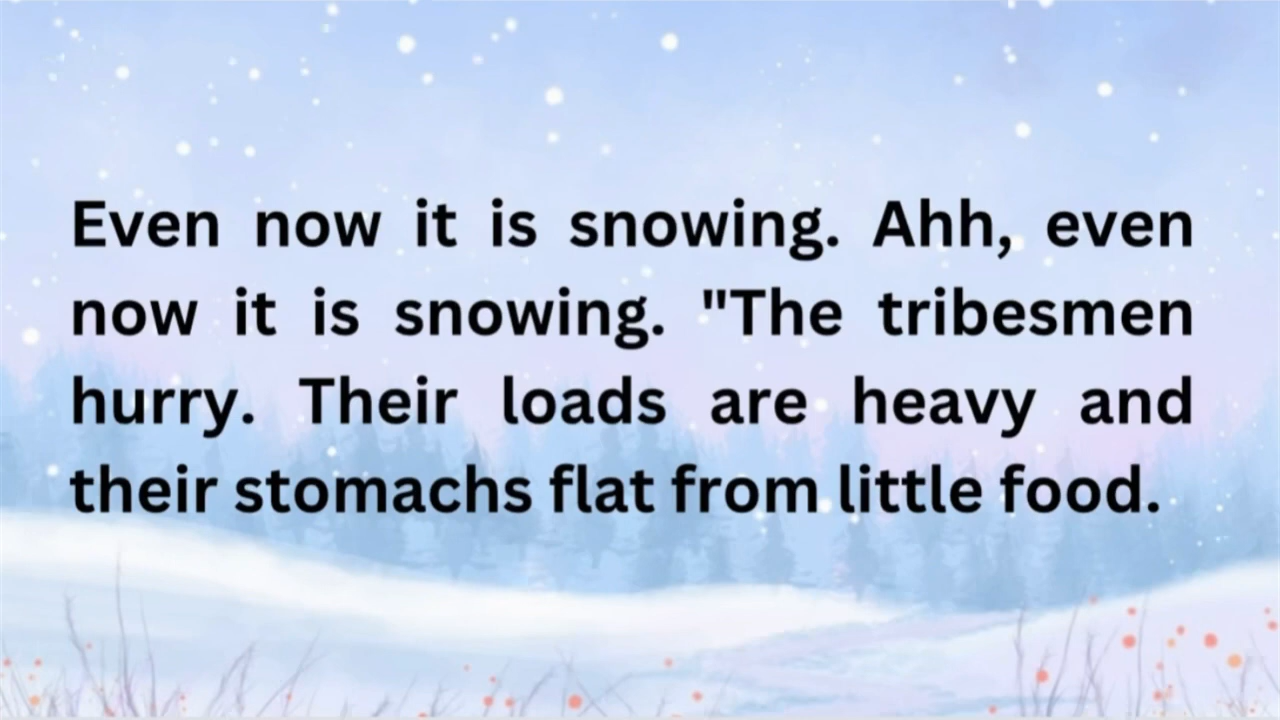 Even now it is snowing. Ahh, even
now it is snowing. "The tribesmen
hurry. Their loads are heavy and
their stomachs flat from little food.